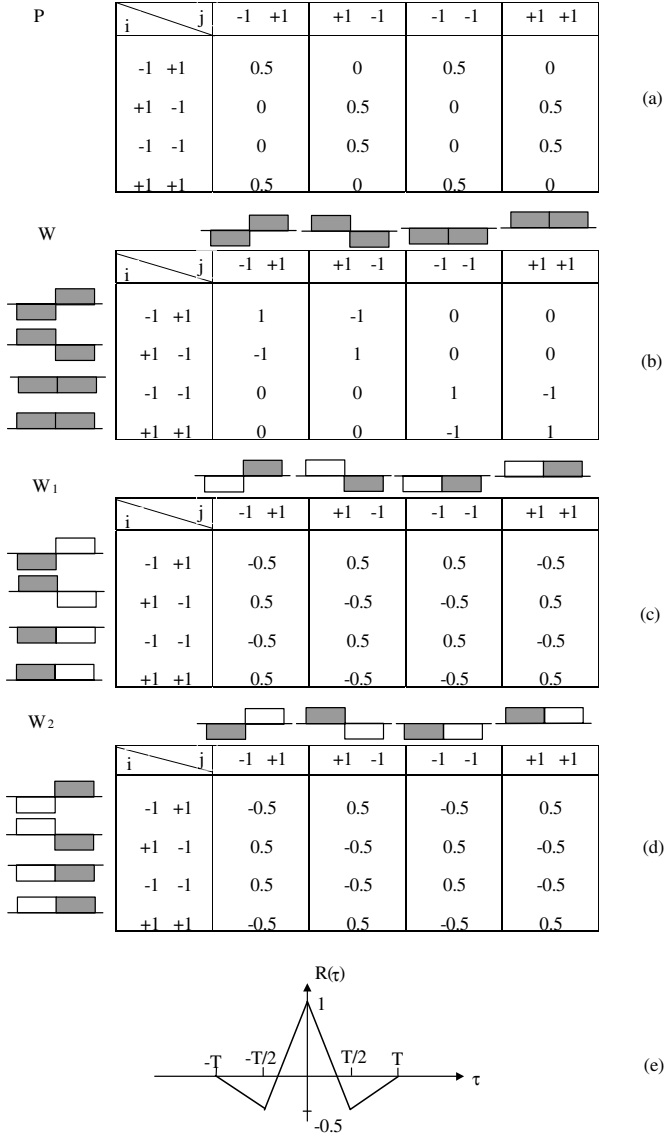 P
j -1 +1 +1 -1 -1 -1 +1 +1
i
-1 +1 0.5 0 0.5 0
+1 -1 0 0.5 0 0.5
-1 -1 0 0.5 0 0.5
+1 +1 0.5 0 0.5 0
(a)
W
j -1 +1 +1 -1 -1 -1 +1 +1
i
-1 +1 1 -1 0 0
+1 -1 -1 1 0 0
-1 -1 0 0 1 -1
+1 +1 0 0 -1 1
(b)
W1
j -1 +1 +1 -1 -1 -1 +1 +1
i
-1 +1 -0.5 0.5 0.5 -0.5
+1 -1 0.5 -0.5 -0.5 0.5
-1 -1 -0.5 0.5 0.5 -0.5
+1 +1 0.5 -0.5 -0.5 0.5
(c)
W2
j -1 +1 +1 -1 -1 -1 +1 +1
i
-1 +1 -0.5 0.5 -0.5 0.5
+1 -1 0.5 -0.5 0.5 -0.5
-1 -1 0.5 -0.5 0.5 -0.5
+1 +1 -0.5 0.5 -0.5 0.5
(d)
R(τ)
1
-T -T/2 T/2 T
τ
-0.5
(e)